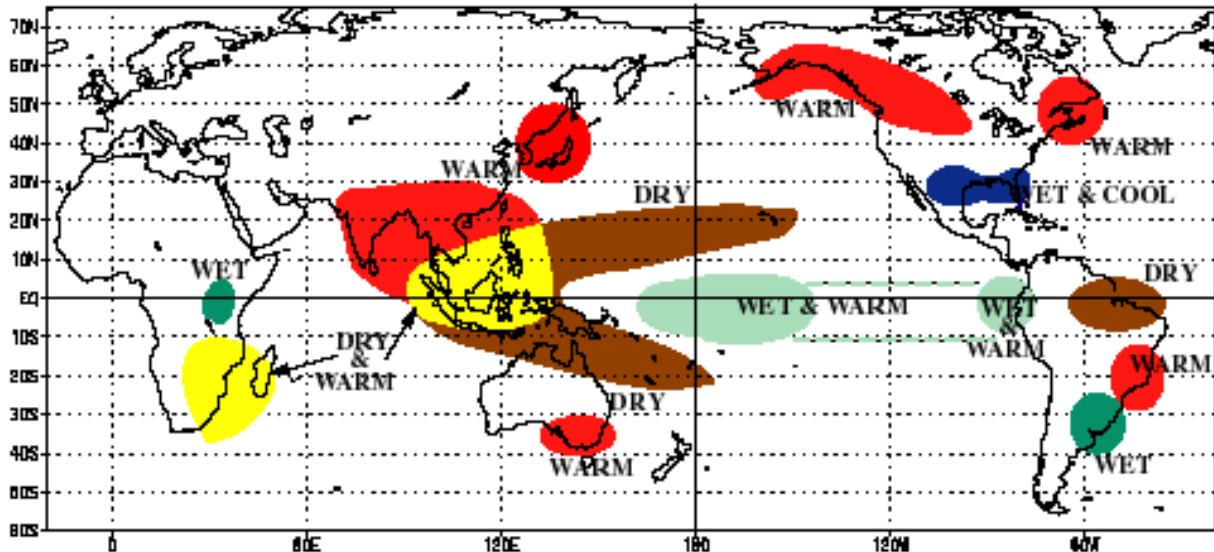 70N
60N
50N
40N
30N
20N
10N
EQ
10S
20S
30S
40S
50S
60S
70S
80S
0
60E
120E
180
120W
60W
WARM
WARM
WARM
DRY
WET & COOL
WET
DRY
WET & WARM
WET
&
WARM
DRY
&
WARM
WARM
DRY
WARM
WET